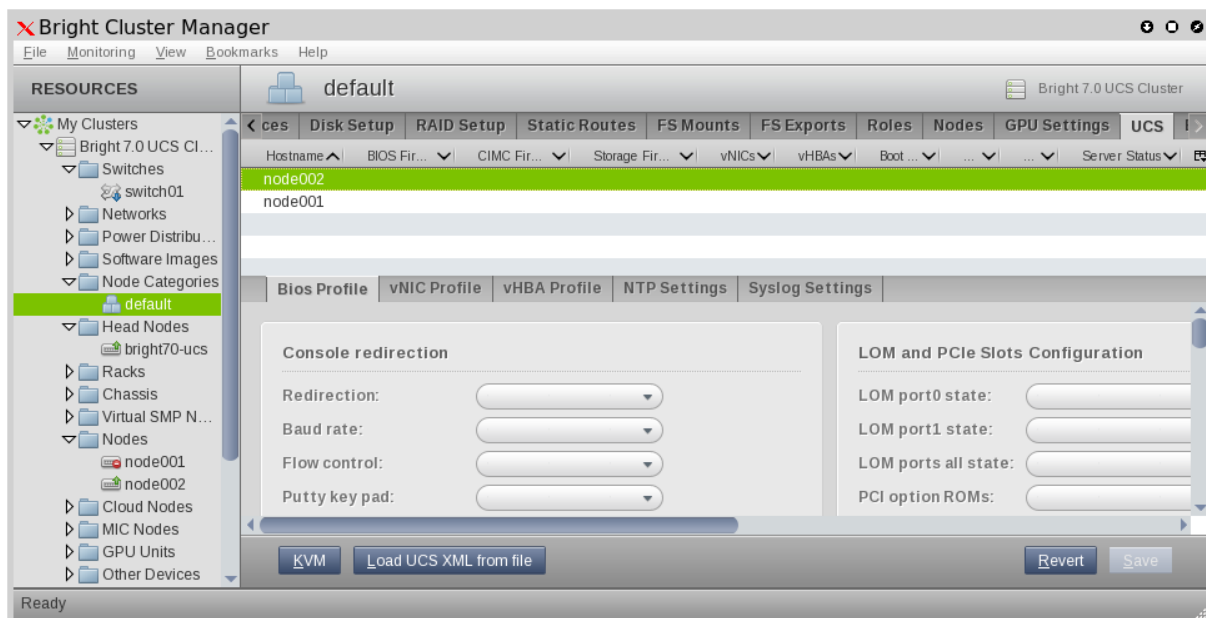 Bright Cluster Manager
File Monitoring View Bookmarks Help
RESOURCES
default
Bright 7.0 UCS Cluster
My Clusters
Bright 7.0 UCS Cl...
Switches
switch01
Networks
Power Distribu...
Software Images
Node Categories
default
Head Nodes
bright70-ucs
Racks
Chassis
Virtual SMP N...
Nodes
node001
node002
Cloud Nodes
MIC Nodes
GPU Units
Other Devices
ces Disk Setup RAID Setup Static Routes FS Mounts FS Exports Roles Nodes GPU Settings UCS
Hostname BIOS Fir... CIMC Fir... Storage Fir... vNICs vHBAs Boot ... ... ... Server Status
node002
node001
Bios Profile vNIC Profile vHBA Profile NTP Settings Syslog Settings
Console redirection
Redirection:
Baud rate:
Flow control:
Putty key pad:
LOM and PCIe Slots Configuration
LOM port0 state:
LOM port1 state:
LOM ports all state:
PCI option ROMs:
KVM Load UCS XML from file Revert Save
Ready